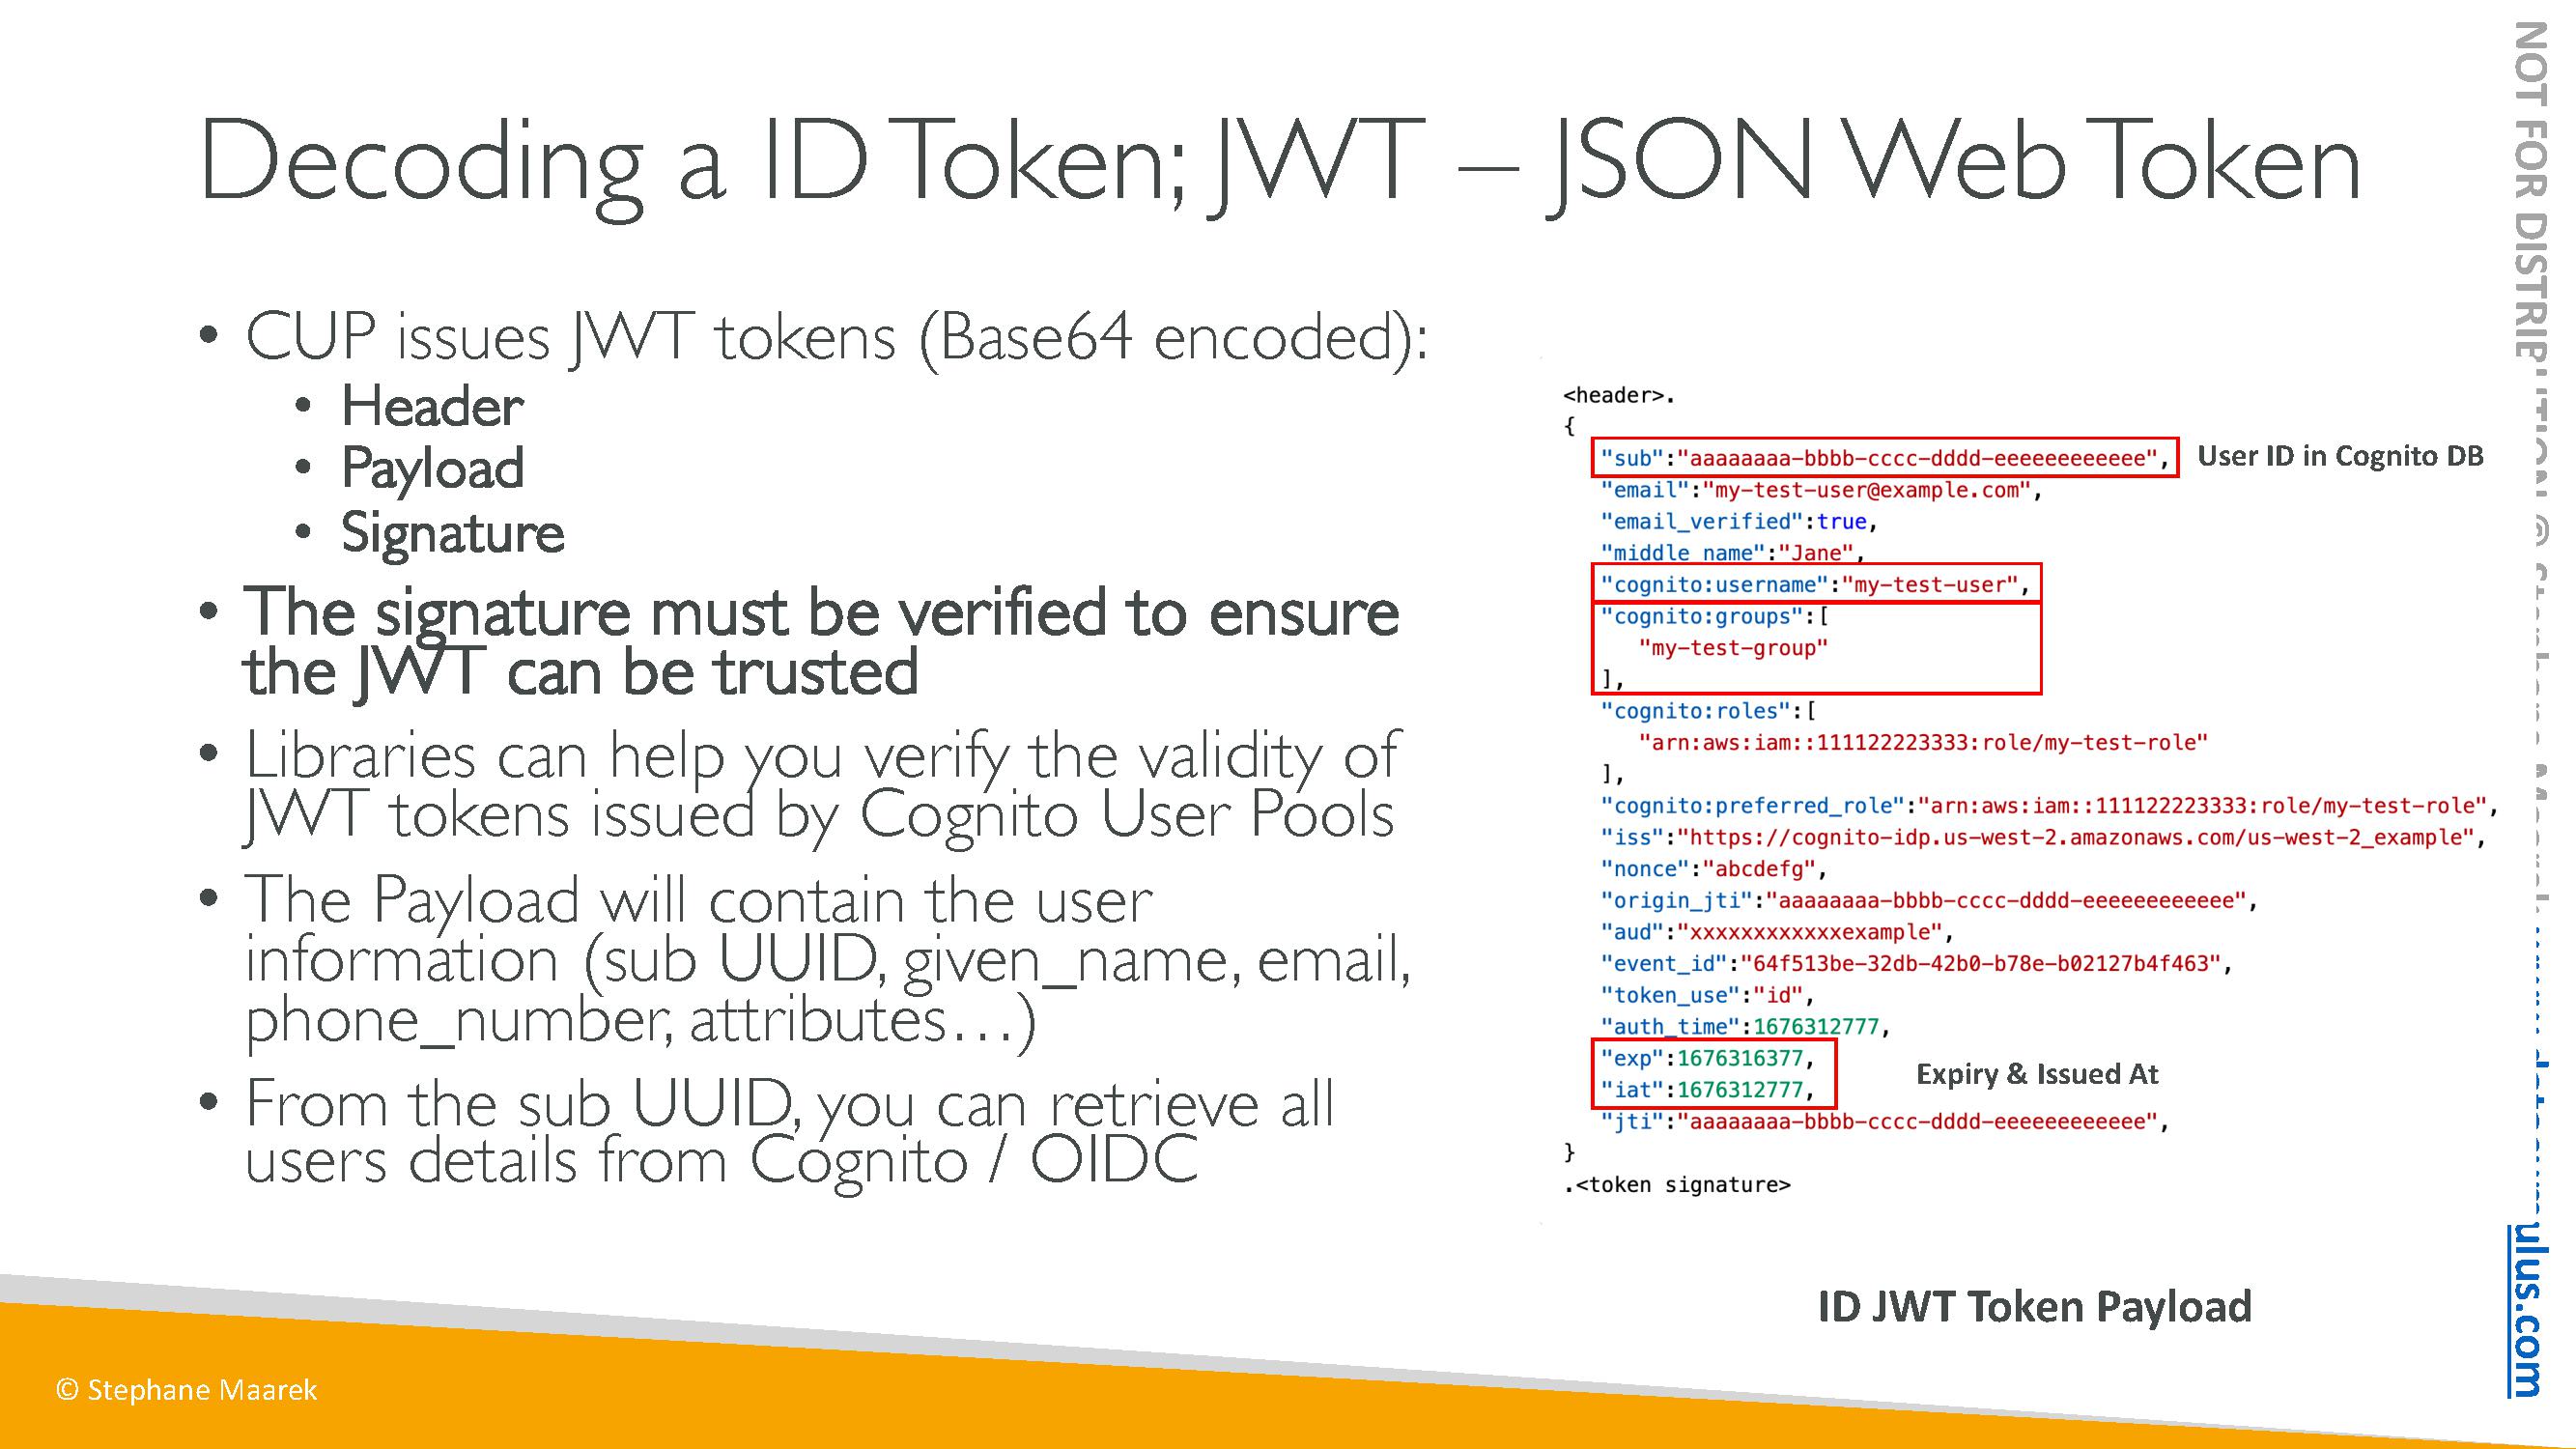 Decoding a ID Token; JWT – JSON Web Token
• CUP issues JWT tokens (Base64 encoded):
• Header
• Payload
• Signature
• The signature must be verified to ensure
the JWT can be trusted
• Libraries can help you verify the validity of
JWT tokens issued by Cognito User Pools
• The Payload will contain the user
information (sub UUID, given_name, email,
phone_number, attributes…)
• From the sub UUID, you can retrieve all
users details from Cognito / OIDC
<header>.
{
"sub":"aaaaaaaa-bbbb-cccc-dddd-eeeeeeeeeeee",
User ID in Cognito DB
"email":"my-test-user@example.com",
"email_verified":true,
"middle_name":"Jane",
"cognito:username":"my-test-user",
"cognito:groups":[
"my-test-group"
],
"cognito:roles":[
"arn:aws:iam::111122223333:role/my-test-role"
],
"cognito:preferred_role":"arn:aws:iam::111122223333:role/my-test-role",
"iss":"https://cognito-idp.us-west-2.amazonaws.com/us-west-2_example",
"nonce":"abcdefg",
"origin_jti":"aaaaaaaa-bbbb-cccc-dddd-eeeeeeeeeeee",
"aud":"xxxxxxxxxxxxexample",
"event_id":"64f513be-32db-42b0-b78e-b02127b4f463",
"token_use":"id",
"auth_time":1676312777,
"exp":1676316377,
"iat":1676312777,
Expiry & Issued At
"jti":"aaaaaaaa-bbbb-cccc-dddd-eeeeeeeeeeee",
}
.<token signature>
ID JWT Token Payload
© Stephane Maarek
NOT FOR DISTRIBUTION © Stephane Maarek